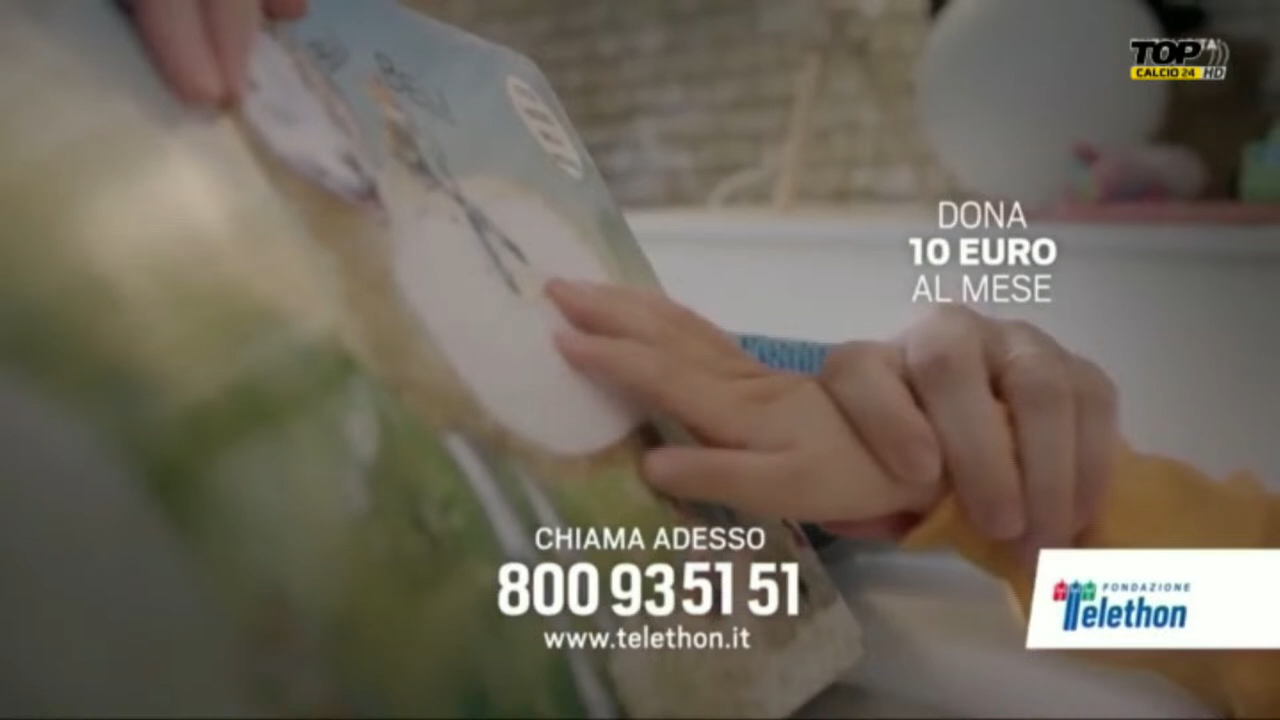 TOP
CALCIO 24 HD
DONA
10 EURO
AL MESE
CHIAMA ADESSO
800 93 51 51
www.telethon.it
FONDAZIONE
Telethon